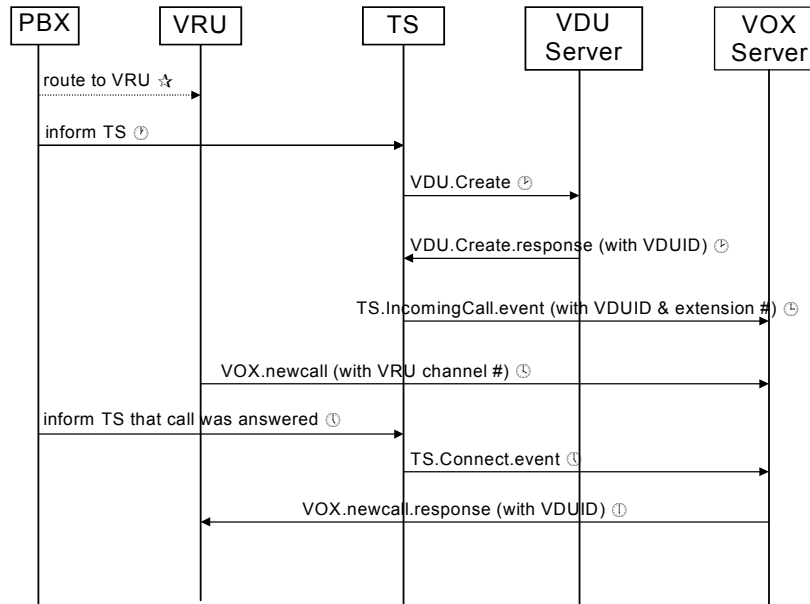 PBX
VRU
TS
VDU
Server
VOX
Server
route to VRU ✰
inform TS 🕐
VDU.Create 🕑
VDU.Create.response (with VDUID) 🕑
TS.IncomingCall.event (with VDUID & extension #) 🕒
VOX.newcall (with VRU channel #) 🕓
inform TS that call was answered 🕔
TS.Connect.event 🕔
VOX.newcall.response (with VDUID) 🕕